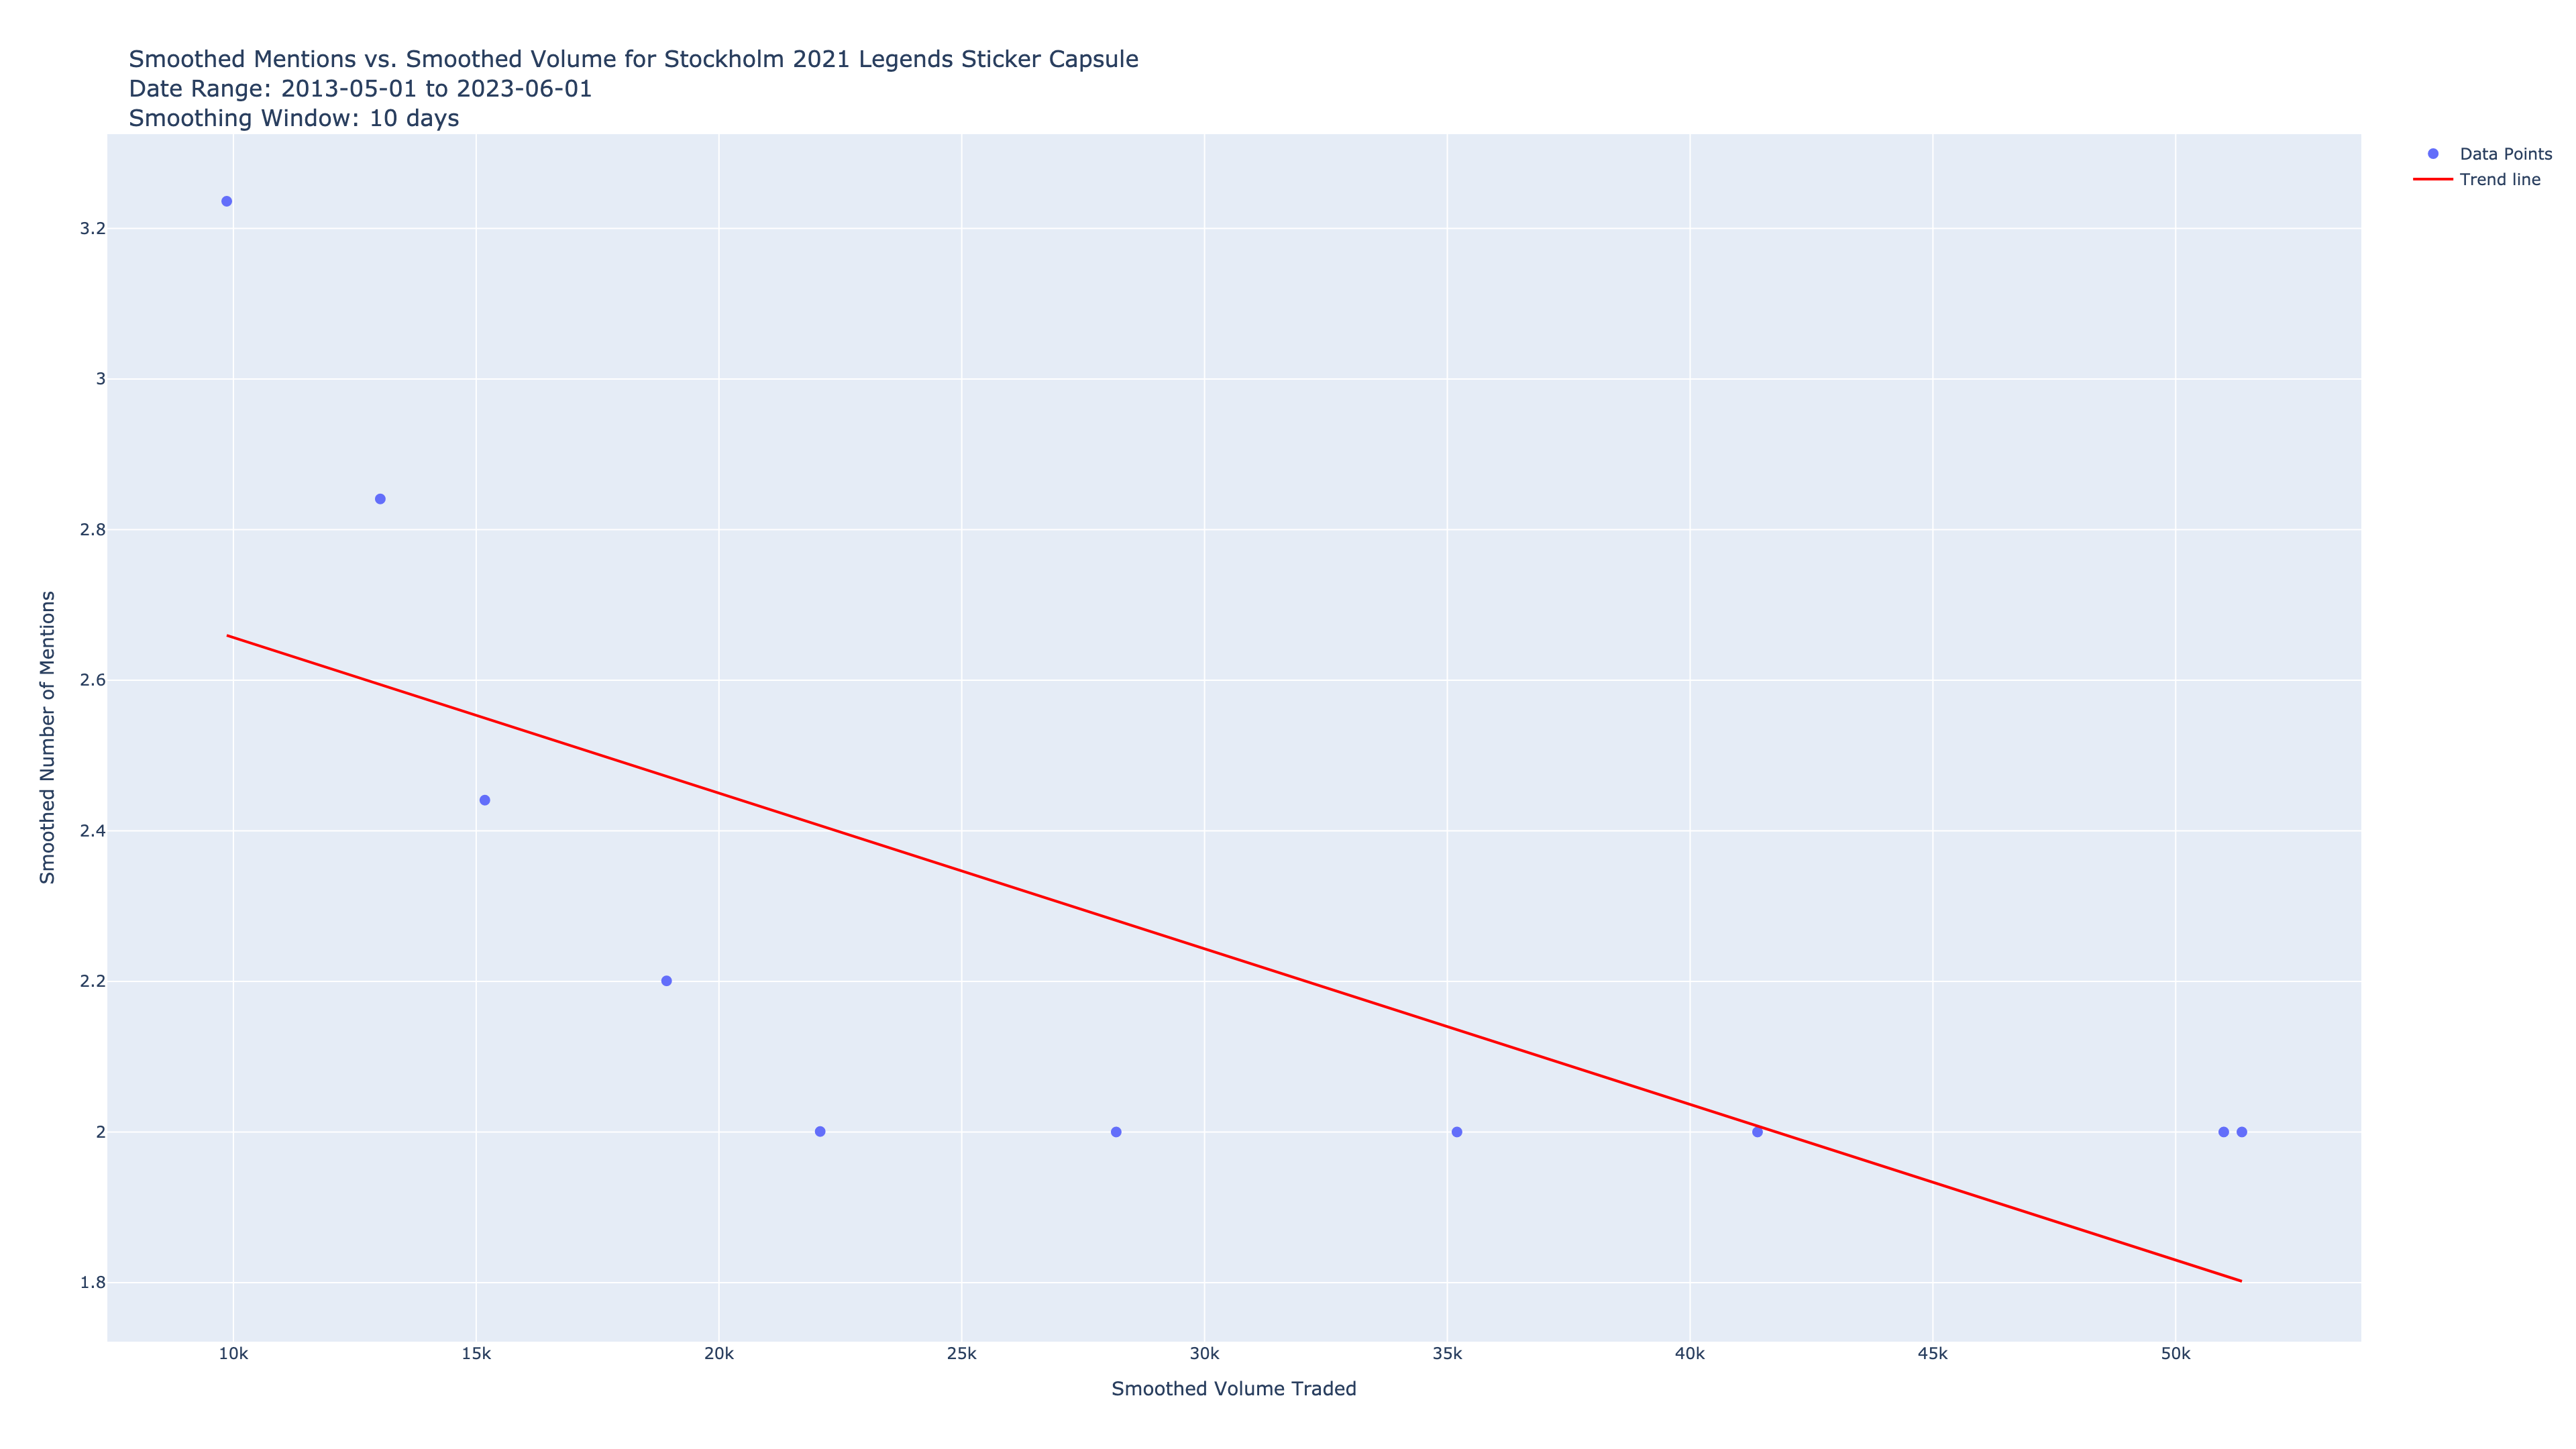 Smoothed Mentions vs. Smoothed Volume for Stockholm 2021 Legends Sticker Capsule
Date Range: 2013-05-01 to 2023-06-01
Smoothing Window: 10 days
Data Points
Trend line
3.2
3
2.8
2.6
2.4
2.2
2
1.8
Smoothed Number of Mentions
10k 15k 20k 25k 30k 35k 40k 45k 50k
Smoothed Volume Traded